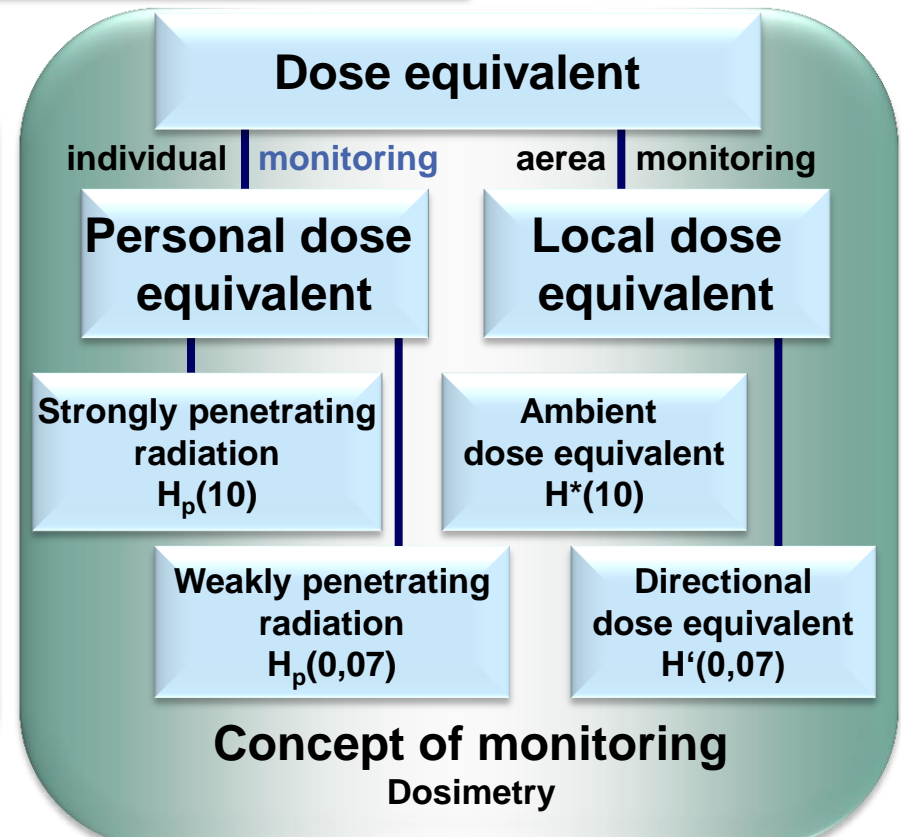 Dose equivalent
individual monitoring
aerea monitoring
Personal dose
equivalent
Local dose
equivalent
Strongly penetrating
radiation
Hp(10)
Ambient
dose equivalent
H*(10)
Weakly penetrating
radiation
Hp(0,07)
Directional
dose equivalent
H‘(0,07)
Concept of monitoring
Dosimetry